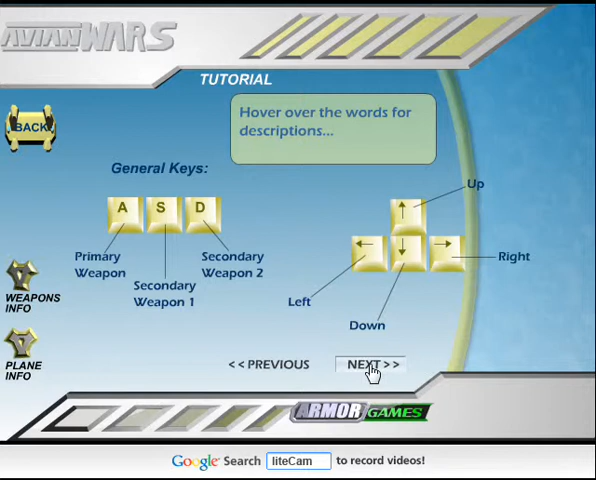 AVIANWARS
TUTORIAL
Hover over the words for
descriptions...
BACK
General Keys:
A S D
Up
Primary
Weapon
Secondary
Weapon 1
Secondary
Weapon 2
Left
Right
Down
WEAPONS
INFO
PLANE
INFO
<< PREVIOUS
NEXT >>
ARMOR GAMES
Google Search liteCam to record videos!